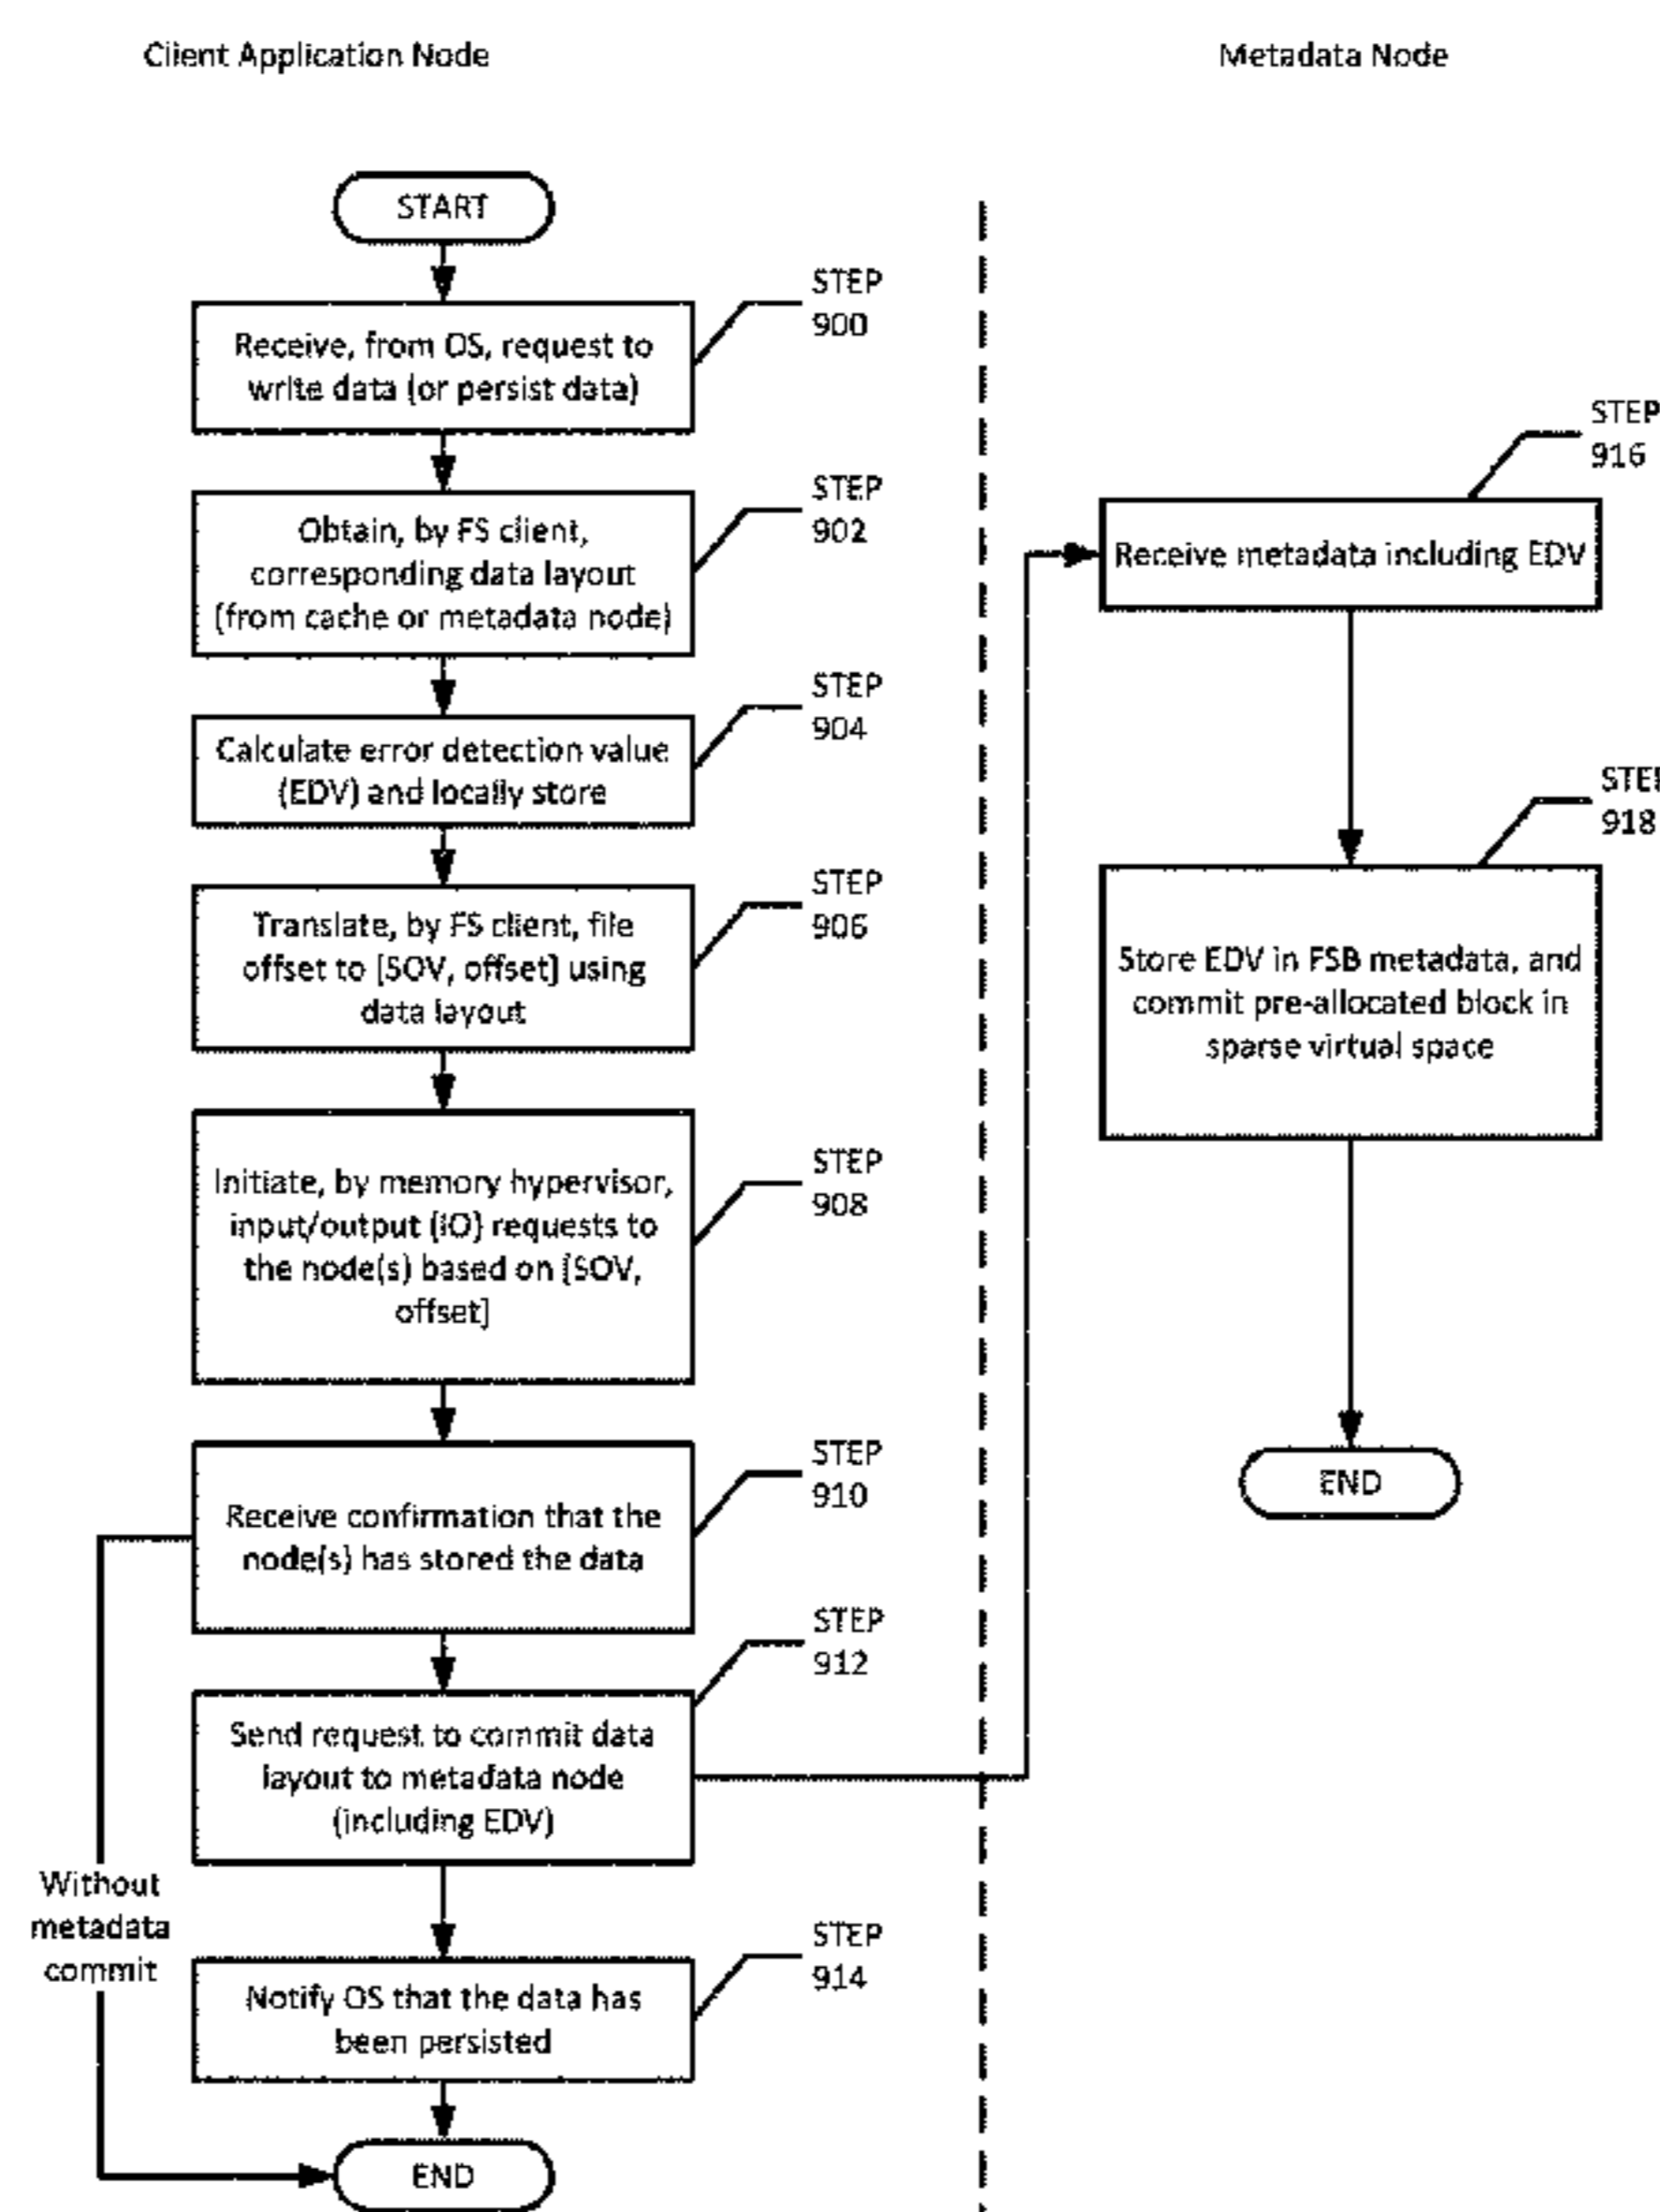 Client Application Node
Metadata Node
START
STEP
900
Receive, from OS, request to
write data (or persist data)
STEP
902
Obtain, by FS client,
corresponding data layout
(from cache or metadata node)
STEP
904
Calculate error detection value
(EDV) and locally store
STEP
906
Translate, by FS client, file
offset to [SOV, offset] using
data layout
STEP
908
Initiate, by memory hypervisor,
input/output (IO) requests to
the node(s) based on [SOV,
offset]
STEP
910
Receive confirmation that the
node(s) has stored the data
STEP
912
Send request to commit data
layout to metadata node
(including EDV)
Without
metadata
commit
STEP
914
Notify OS that the data has
been persisted
END
STEP
916
Receive metadata including EDV
STEP
918
Store EDV in FSB metadata, and
commit pre-allocated block in
sparse virtual space
END